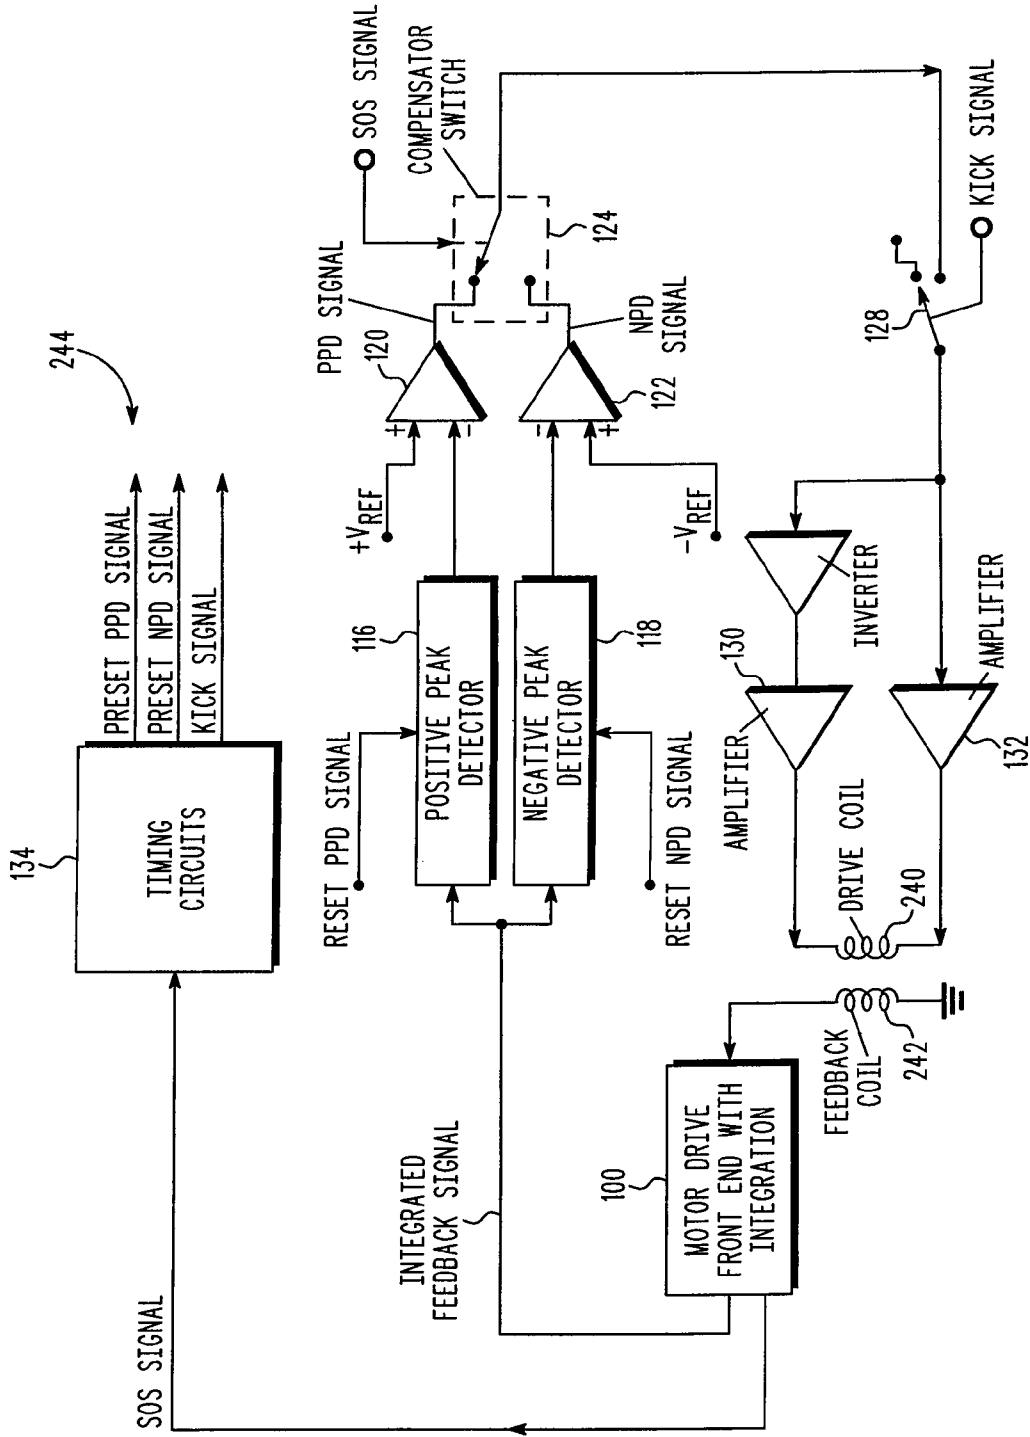 244
134
TIMING
CIRCUITS
PRESET PPD SIGNAL
PRESET NPD SIGNAL
KICK SIGNAL
SOS SIGNAL
SOS SIGNAL
COMPENSATOR
SWITCH
124
PPD SIGNAL
120
+
-
+VREF
116
POSITIVE PEAK
DETECTOR
RESET PPD SIGNAL
NPD
SIGNAL
122
-
+
-VREF
118
NEGATIVE PEAK
DETECTOR
RESET NPD SIGNAL
INTEGRATED
FEEDBACK SIGNAL
100
MOTOR DRIVE
FRONT END WITH
INTEGRATION
FEEDBACK
COIL
242
DRIVE COIL
240
AMPLIFIER
130
INVERTER
AMPLIFIER
132
128
KICK SIGNAL